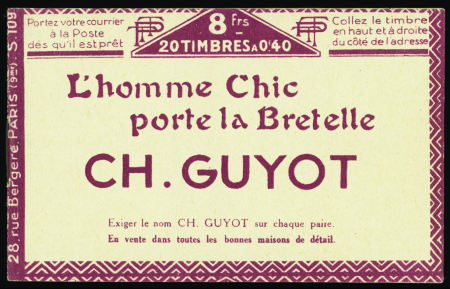 Portez votre courrier
à la Poste
dès qu'il est prêt
8 Frs
20 TIMBRES A 0,40
Collez le timbre
en haut et à droite
du côté de l'adresse
L'homme Chic
porte la Bretelle
CH. GUYOT
Exiger le nom CH. GUYOT sur chaque paire.
En vente dans toutes les bonnes maisons de détail.
28, rue Bergère, PARIS (9me) S. 109